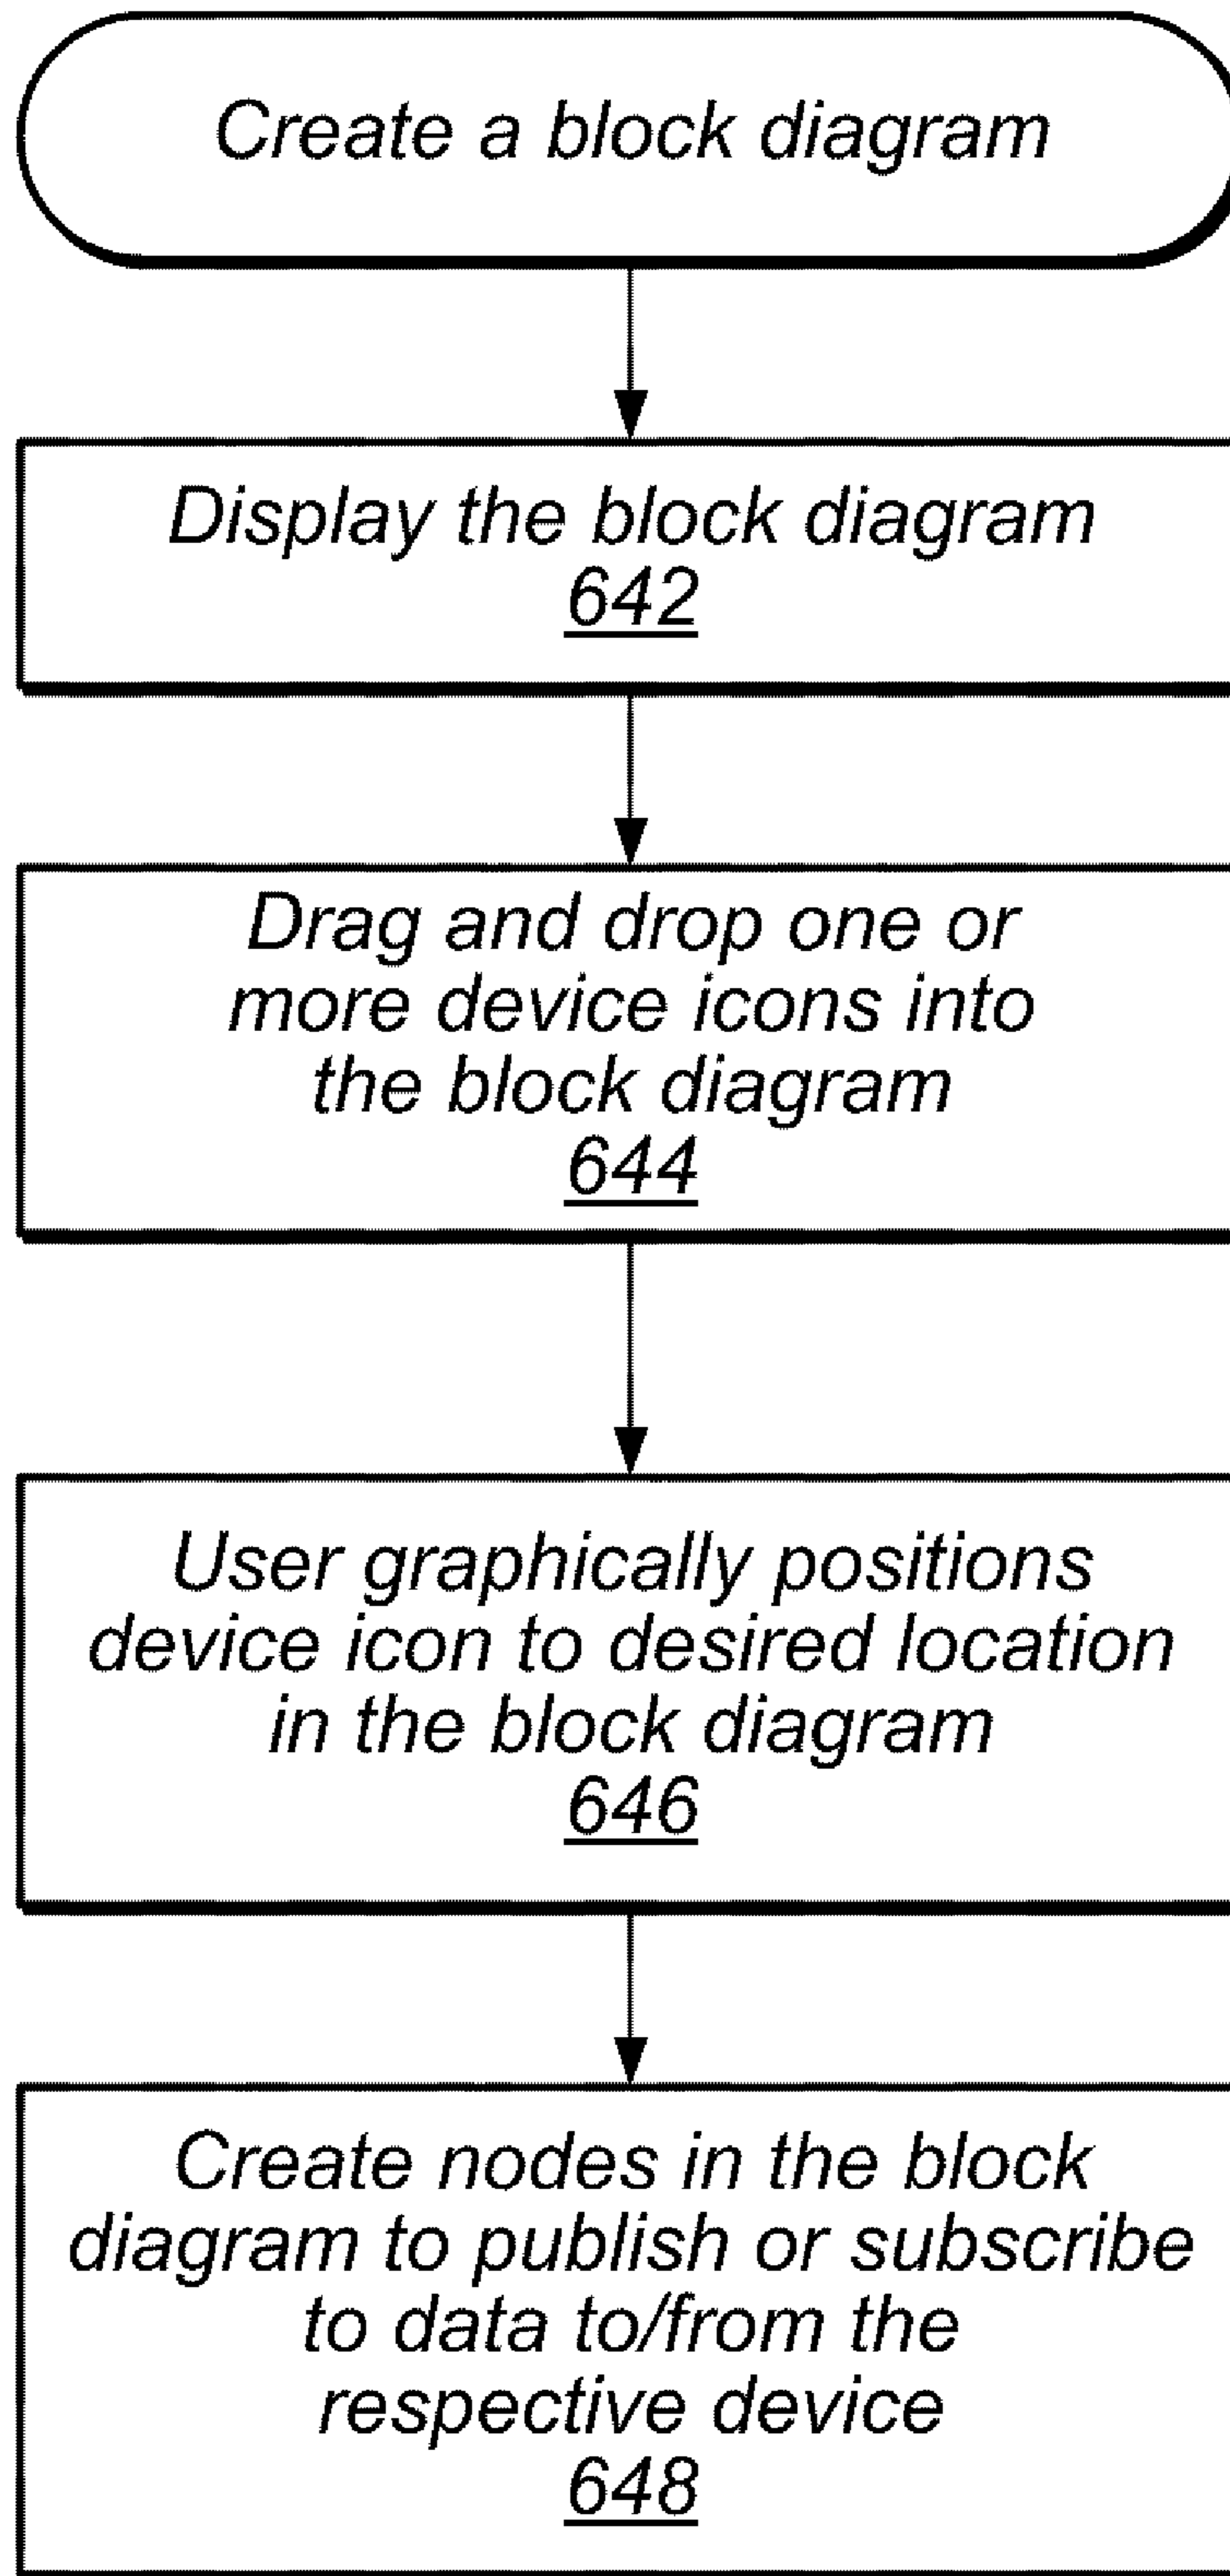 Create a block diagram
Display the block diagram
642
Drag and drop one or
more device icons into
the block diagram
644
User graphically positions
device icon to desired location
in the block diagram
646
Create nodes in the block
diagram to publish or subscribe
to data to/from the
respective device
648